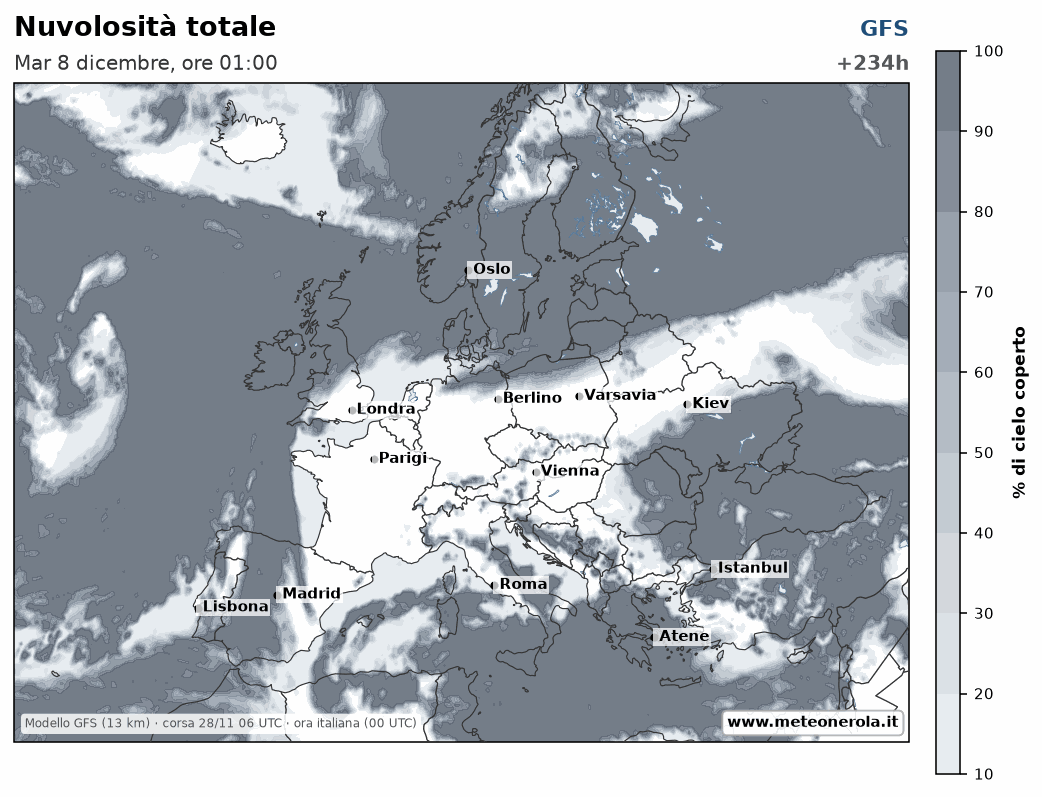 Nuvolosità totale
GFS
Mar 8 dicembre, ore 01:00
+234h
100
90
80
70
60
50
40
30
20
10
% di cielo coperto
Oslo
Londra
Berlino
Varsavia
Kiev
Parigi
Vienna
Istanbul
Roma
Madrid
Lisbona
Atene
Modello GFS (13 km) · corsa 28/11 06 UTC · ora italiana (00 UTC)
www.meteonerola.it